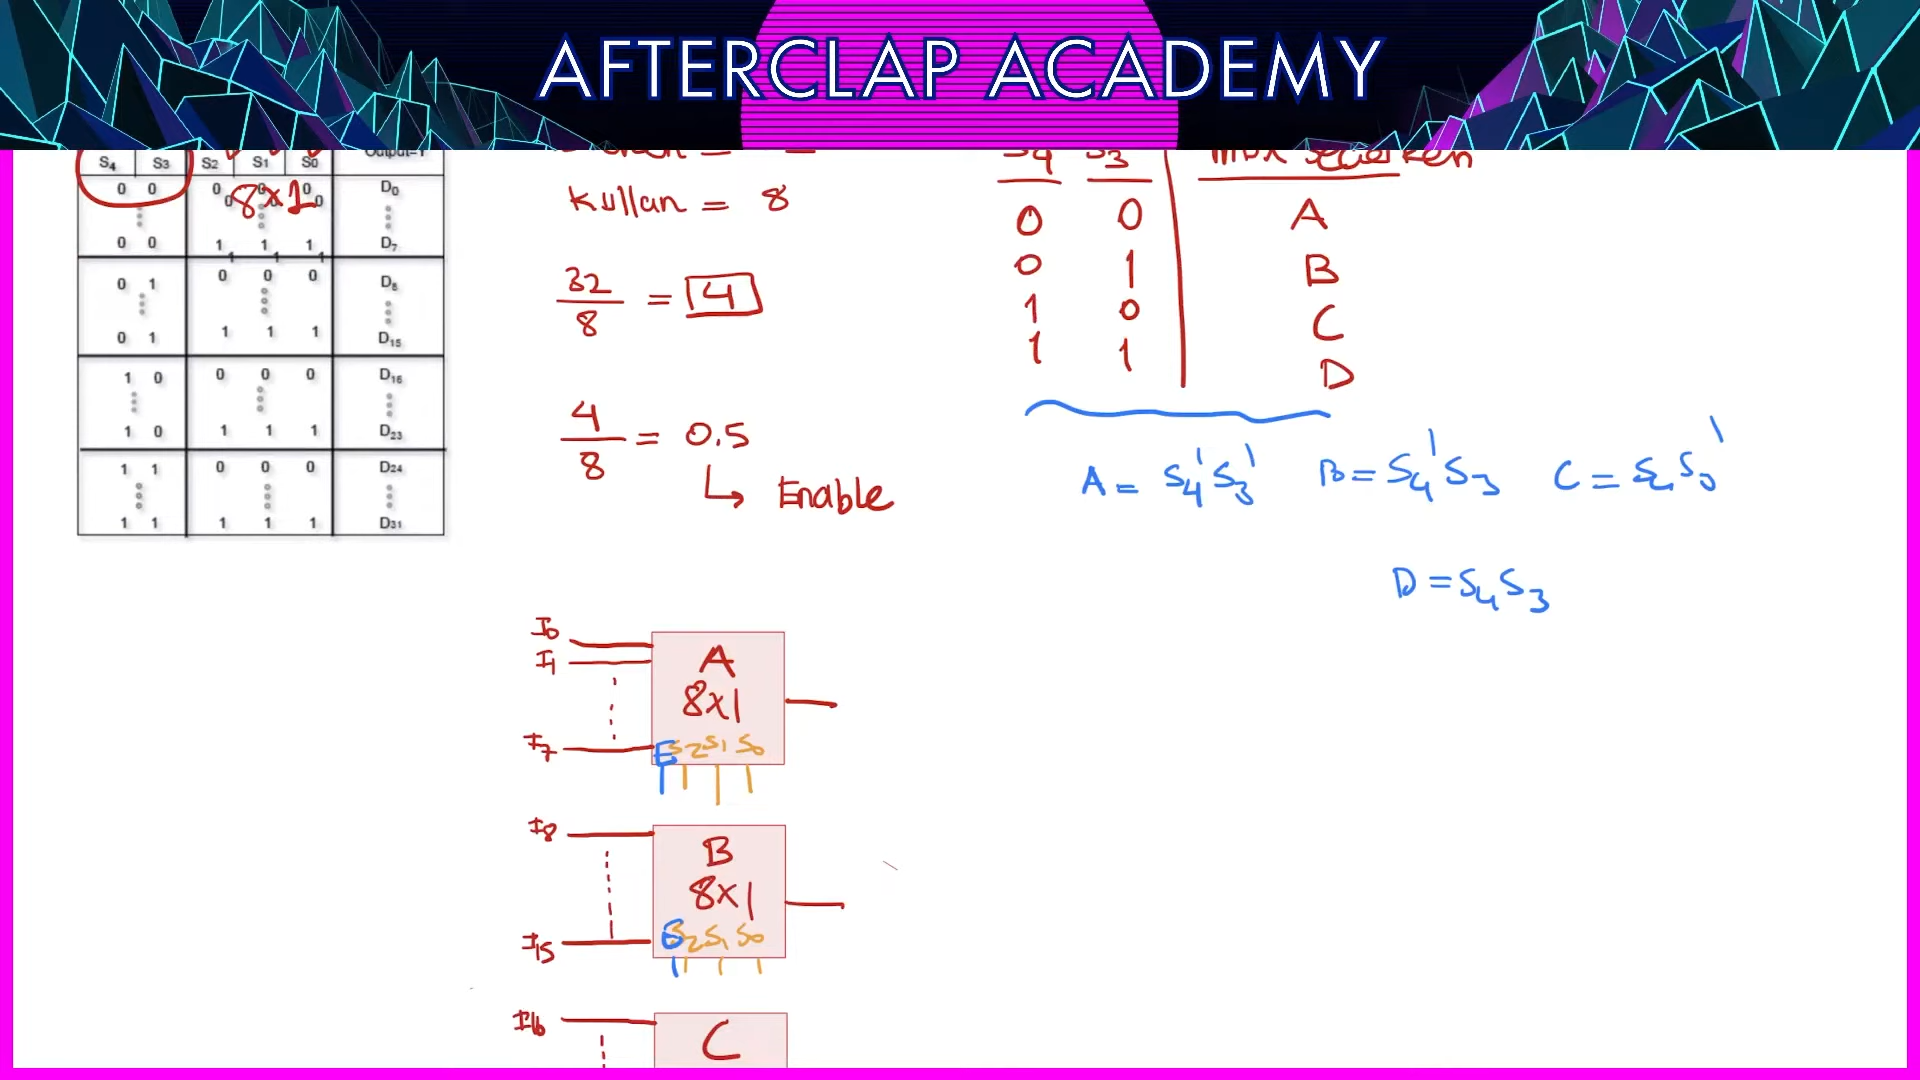 AFTERCLAP ACADEMY
S4 S3 S2 S1 S0 Output=Y
0 0 0 0 0 D0
8x1
0 0 1 1 1 D7
0 1 0 0 0 D8
0 1 1 1 1 D15
1 0 0 0 0 D16
1 0 1 1 1 D23
1 1 0 0 0 D24
1 1 1 1 1 D31
Kullan = 8
32/8 = 4
4/8 = 0.5
Enable
S4 S3
0 0 A
0 1 B
1 0 C
1 1 D
A = S4'S3' B = S4'S3 C = S4S3'
D = S4S3
I0
I1
A
8x1
I7
E S2 S1 S0
I8
B
8x1
I15
E S2 S1 S0
I16
C